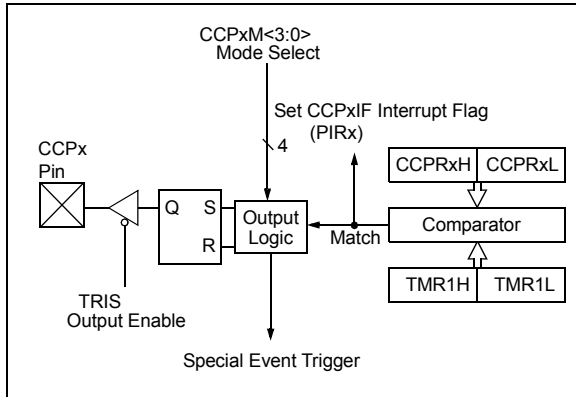 CCPxM<3:0>
Mode Select
Set CCPxIF Interrupt Flag
(PIRx)
4
CCPx
Pin
CCPRxH CCPRxL
Q S
R
Output
Logic
Match
Comparator
TRIS
Output Enable
TMR1H TMR1L
Special Event Trigger